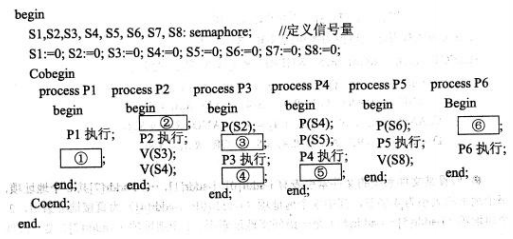 begin
S1,S2,S3, S4, S5, S6, S7, S8: semaphore; //定义信号量
S1:=0; S2:=0; S3:=0; S4:=0; S5:=0; S6:=0; S7:=0; S8:=0;
Cobegin
process P1 process P2 process P3 process P4 process P5 process P6
begin begin begin begin begin Begin
② ; P(S2); P(S4); P(S6); ⑥ ;
P1 执行; P2 执行; ③ ; P(S5); P5 执行; P6 执行;
① ; V(S3); P3 执行; P4 执行; V(S8);
V(S4); ④ ; ⑤ ;
end; end; end; end; end; end;
Coend;
end.